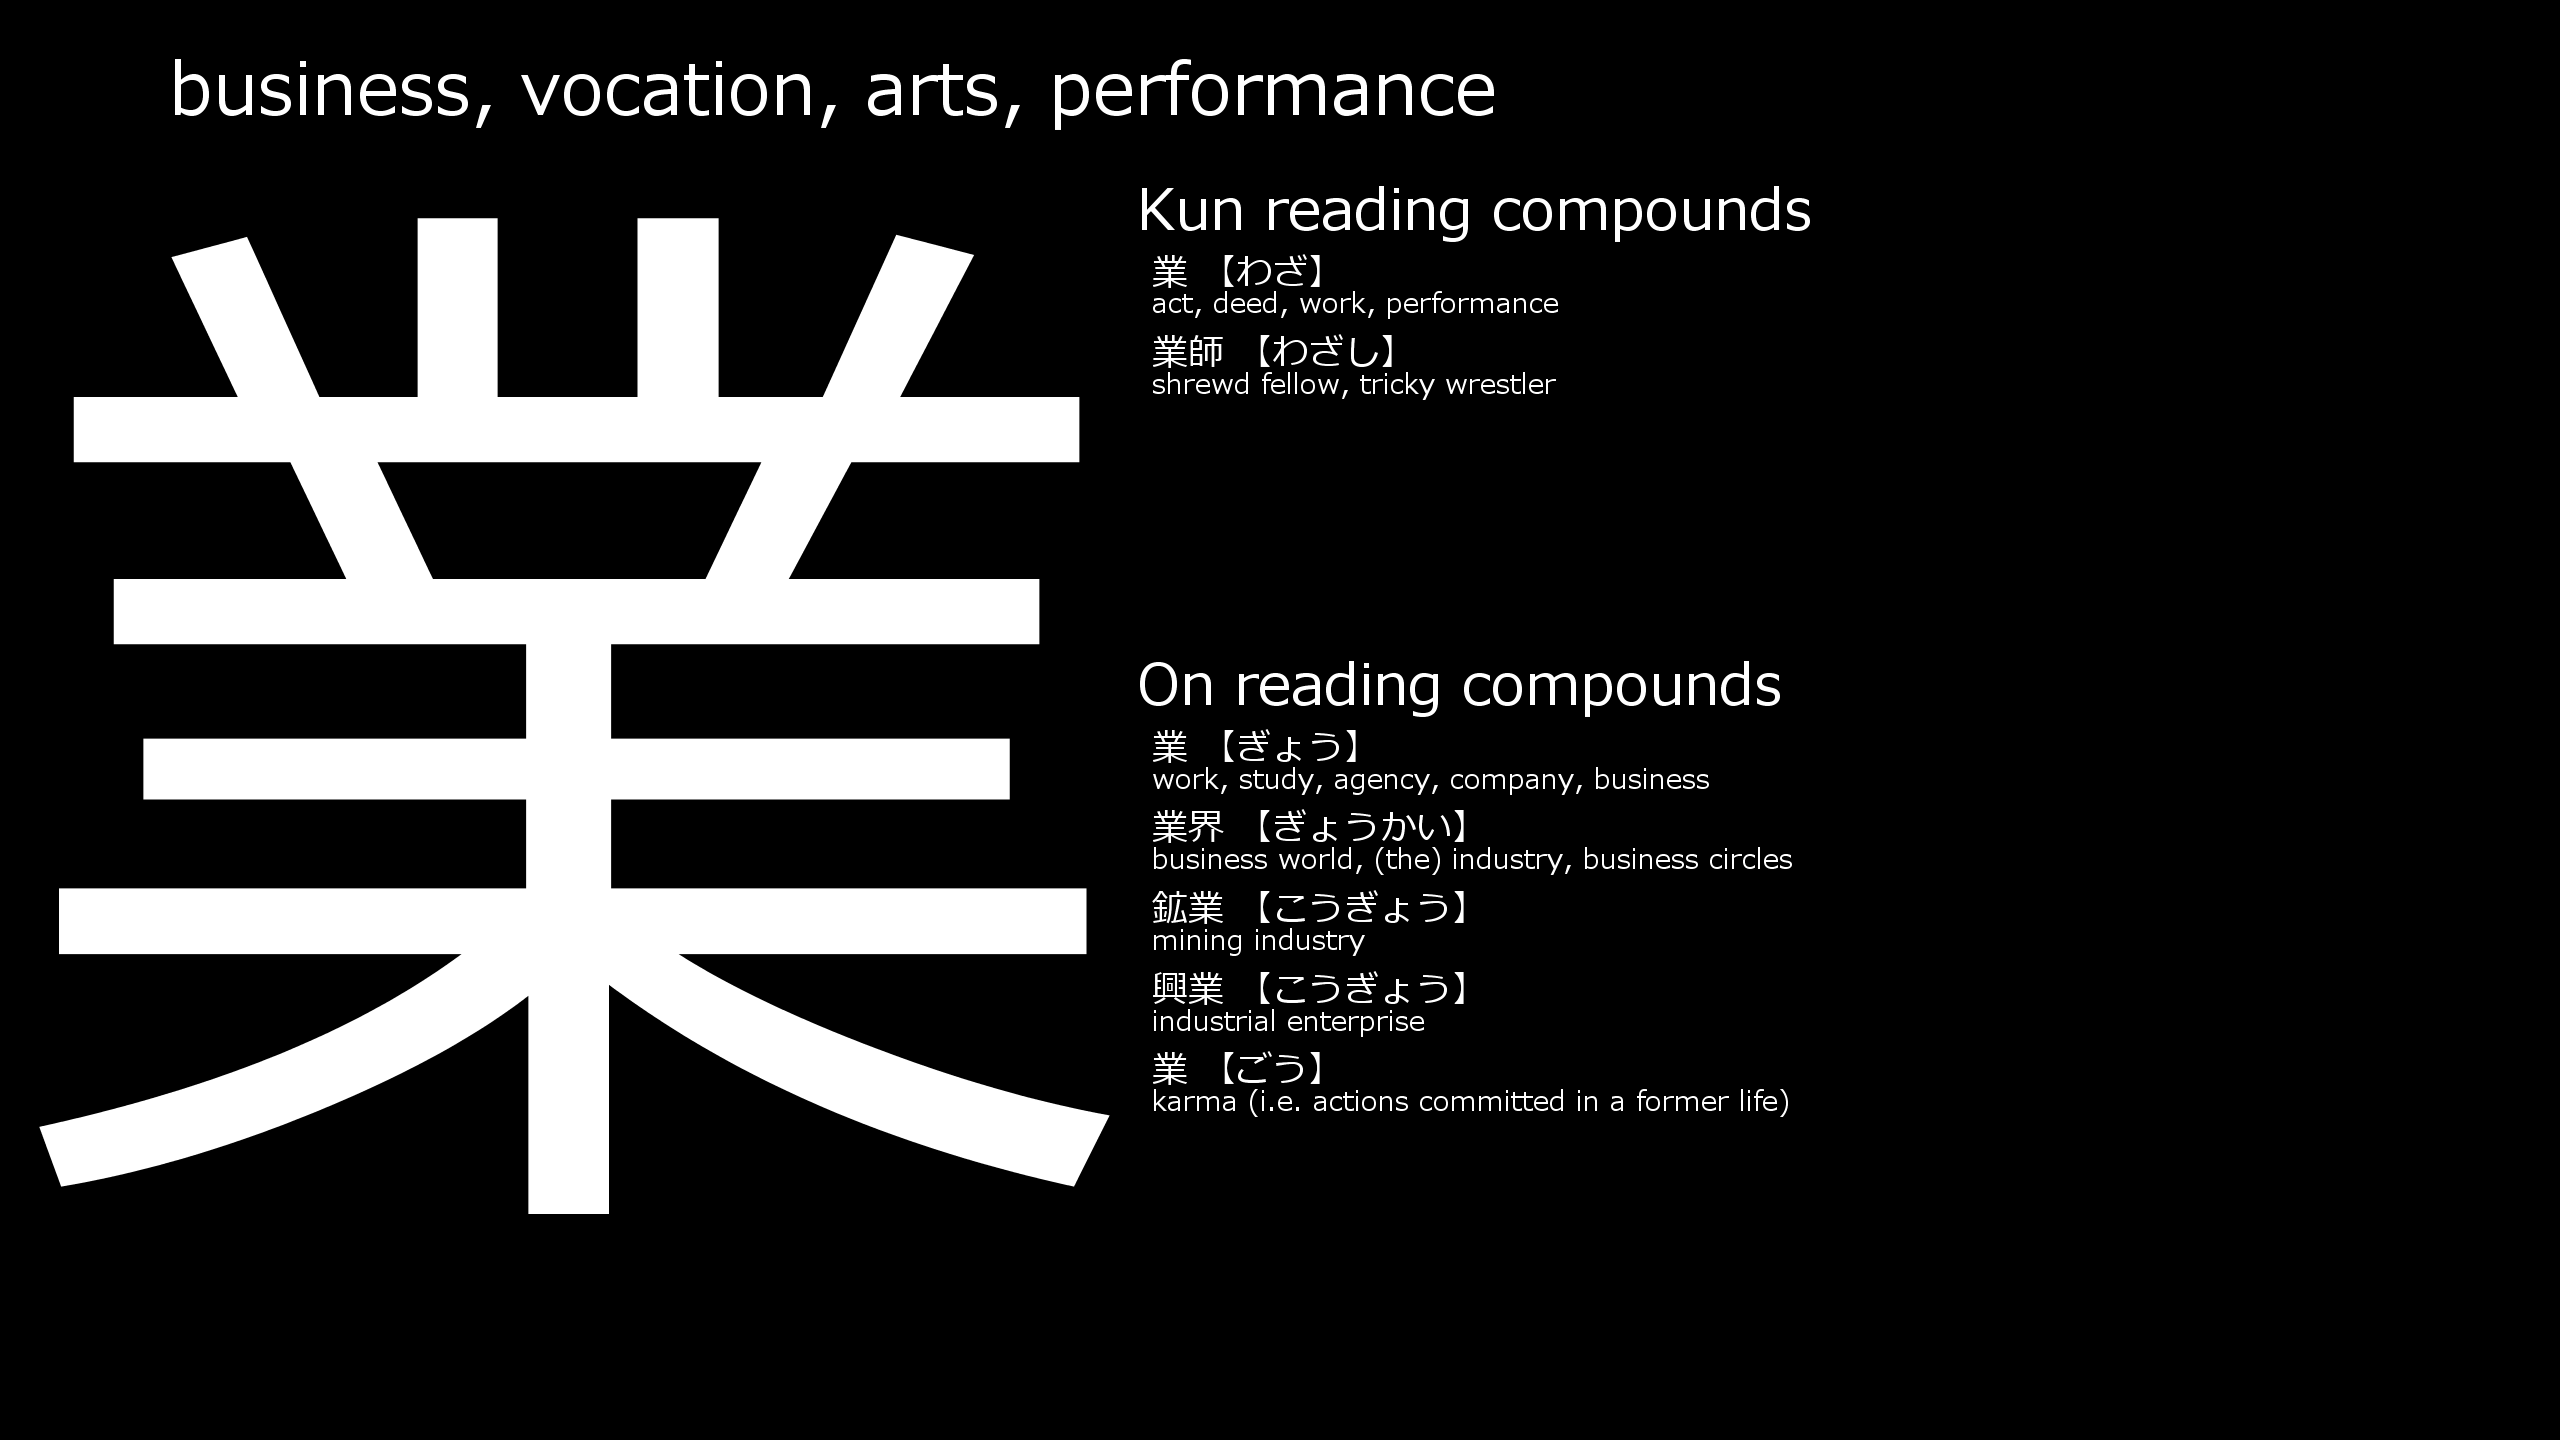 business, vocation, arts, performance
業
Kun reading compounds
業 【わざ】
act, deed, work, performance
業師 【わざし】
shrewd fellow, tricky wrestler
On reading compounds
業 【ぎょう】
work, study, agency, company, business
業界 【ぎょうかい】
business world, (the) industry, business circles
鉱業 【こうぎょう】
mining industry
興業 【こうぎょう】
industrial enterprise
業 【ごう】
karma (i.e. actions committed in a former life)